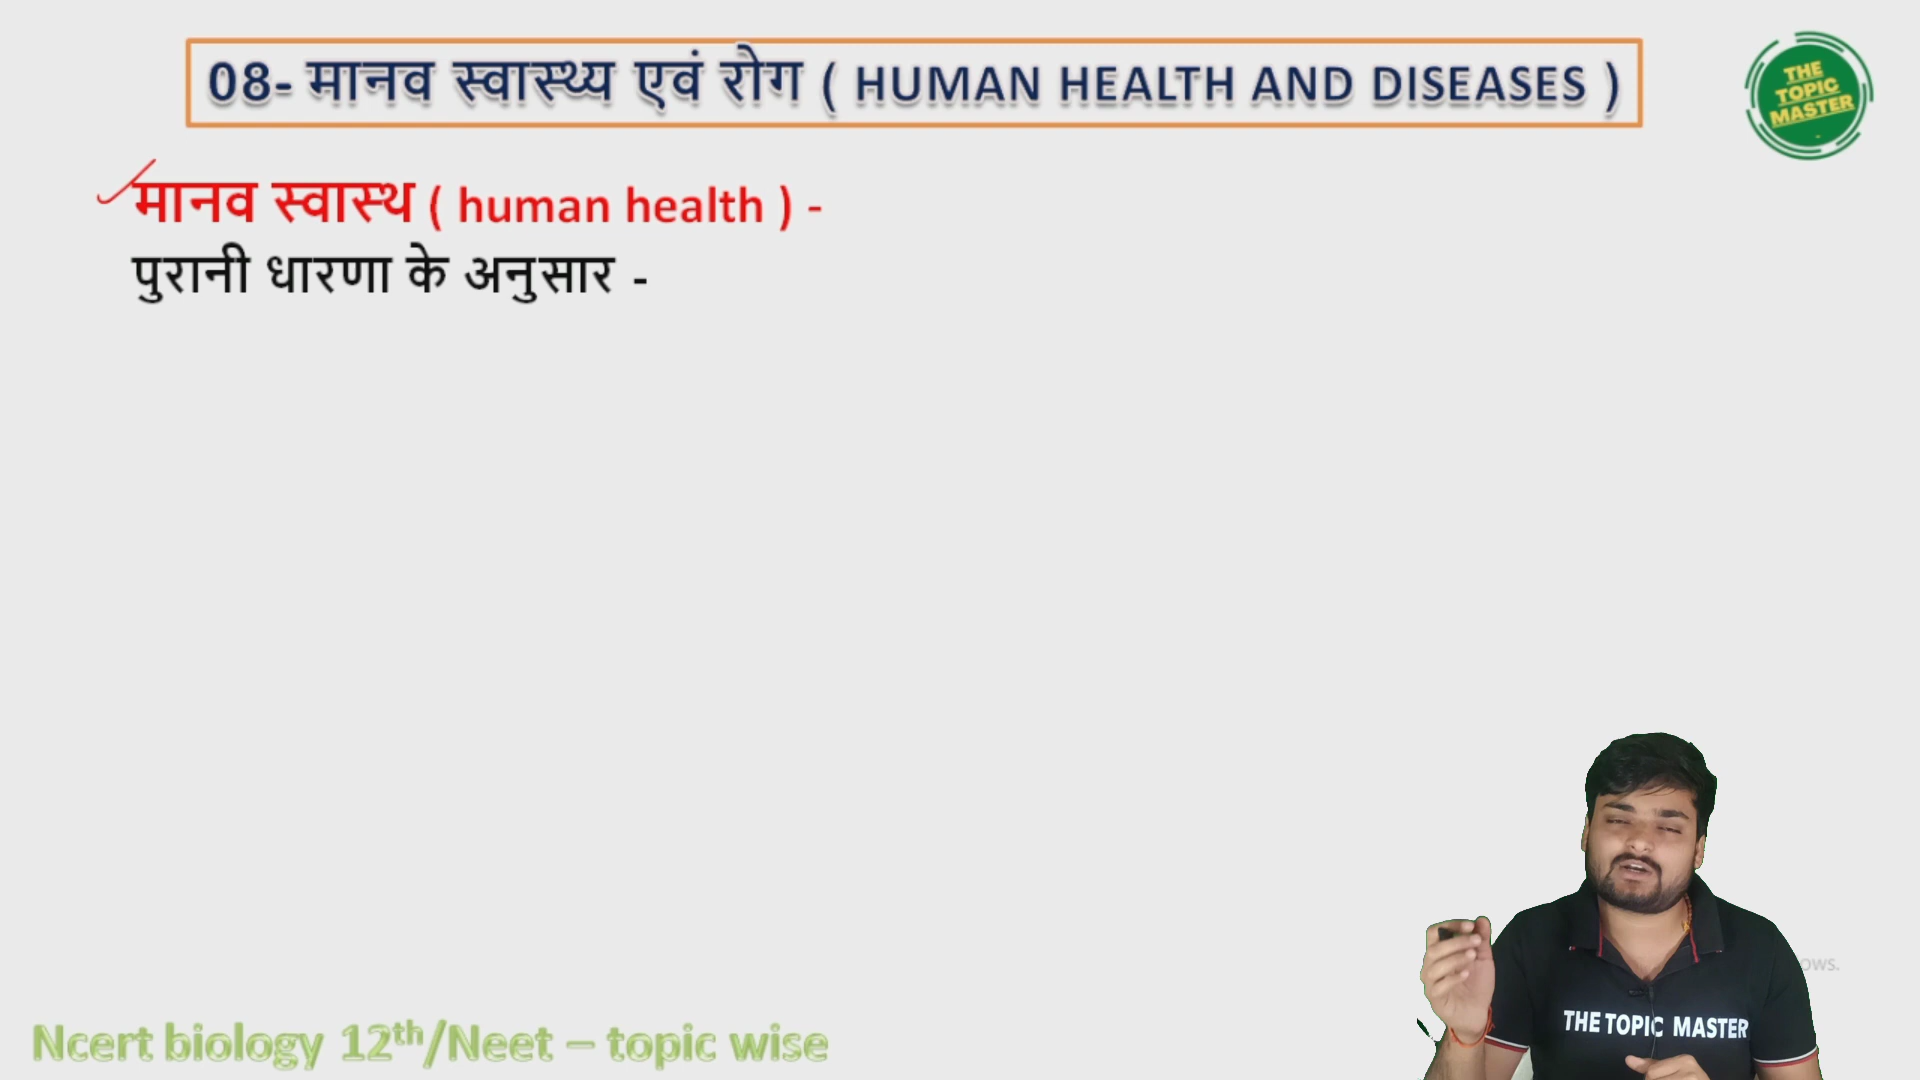 08- मानव स्वास्थ्य एवं रोग ( HUMAN HEALTH AND DISEASES )
THE
TOPIC
MASTER
मानव स्वास्थ ( human health ) -
पुरानी धारणा के अनुसार -
THE TOPIC MASTER
Ncert biology 12th/Neet – topic wise